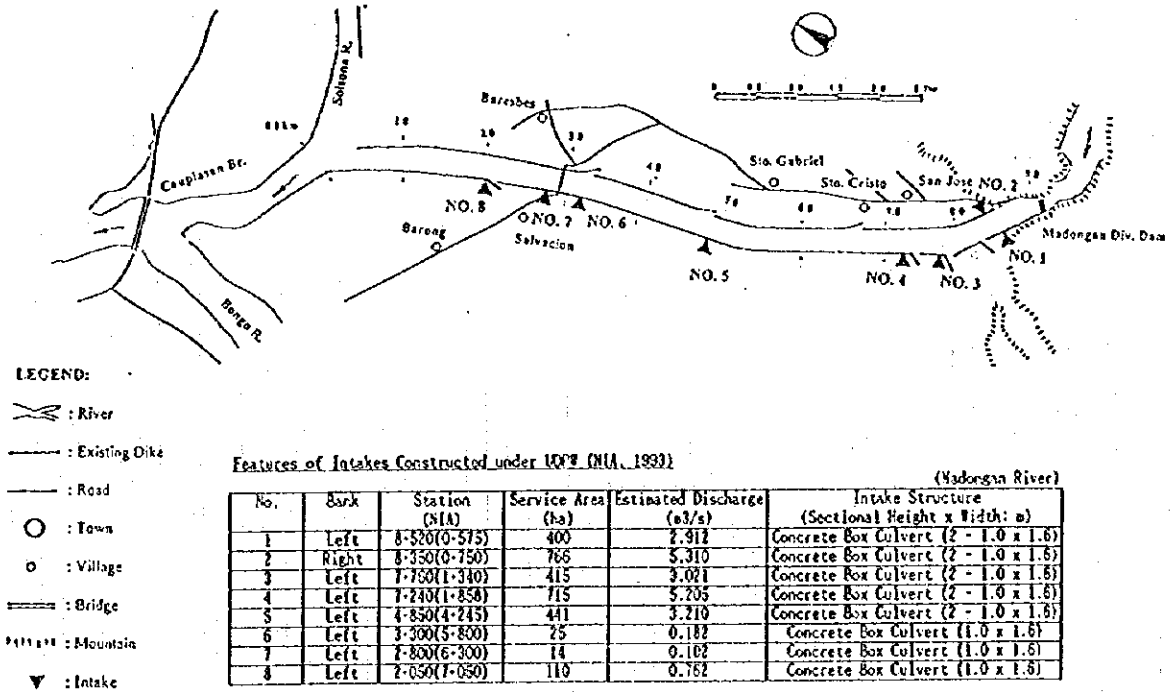 Solsona R.
Baresbes
Cauplasan Br.
Sto. Gabriel
Sto. Cristo
San Jose
NO. 2
NO. 8
NO. 7
NO. 6
Salvacion
Barong
NO. 5
NO. 4
NO. 3
NO. 1
Madongan Div. Dam
Bonga R.
LEGEND:
: River
: Existing Dike
: Road
: Town
: Village
: Bridge
: Mountain
: Intake
Features of Intakes Constructed under (NIA, 1993)
(Madongan River)
No. Bank Station (NIA) Service Area (ha) Estimated Discharge (m3/s) Intake Structure (Sectional Height x Width: m)
1 Left 8+520(0+575) 400 2.912 Concrete Box Culvert (2 - 1.0 x 1.6)
2 Right 8+350(0+750) 766 5.310 Concrete Box Culvert (2 - 1.0 x 1.6)
3 Left 7+760(1+340) 415 3.021 Concrete Box Culvert (2 - 1.0 x 1.6)
4 Left 7+240(1+858) 715 5.205 Concrete Box Culvert (2 - 1.0 x 1.6)
5 Left 4+850(4+245) 441 3.210 Concrete Box Culvert (2 - 1.0 x 1.6)
6 Left 3+300(5+800) 25 0.182 Concrete Box Culvert (1.0 x 1.6)
7 Left 2+800(6+300) 14 0.102 Concrete Box Culvert (1.0 x 1.6)
8 Left 2+050(7+050) 110 0.762 Concrete Box Culvert (1.0 x 1.6)